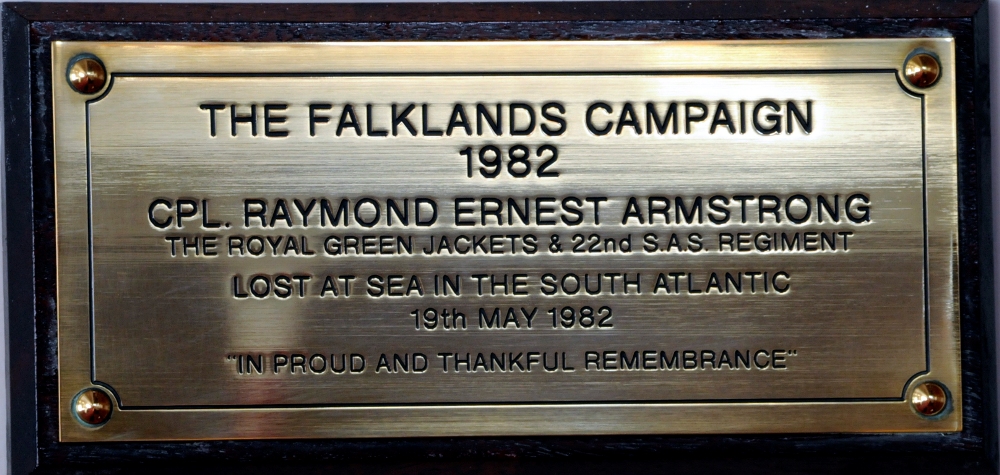 THE FALKLANDS CAMPAIGN
1982
CPL. RAYMOND ERNEST ARMSTRONG
THE ROYAL GREEN JACKETS & 22nd S.A.S. REGIMENT
LOST AT SEA IN THE SOUTH ATLANTIC
19th MAY 1982
"IN PROUD AND THANKFUL REMEMBRANCE"